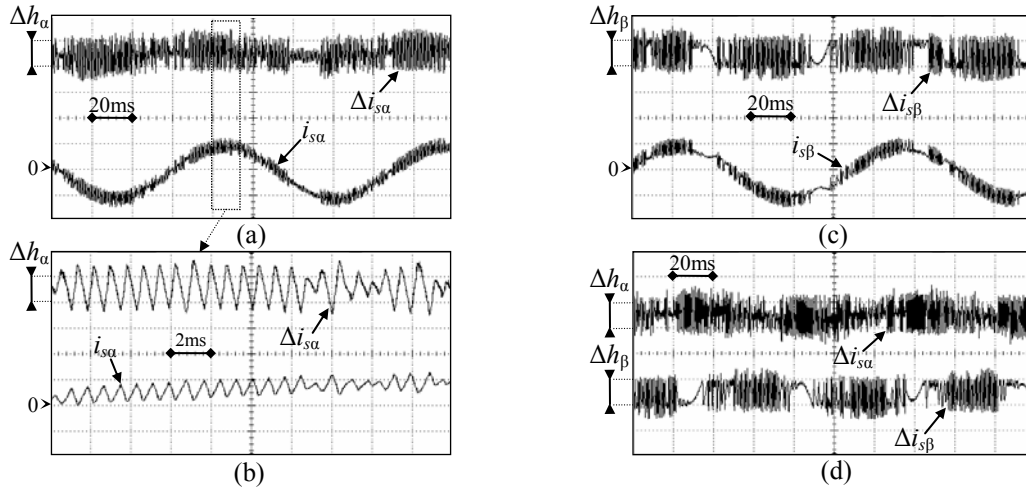 Δhα
20ms
Δisα
isα
0
(a)
Δhα
Δisα
isα
2ms
0
(b)
Δhβ
20ms
Δisβ
isβ
0
(c)
20ms
Δhα
Δisα
Δhβ
Δisβ
(d)